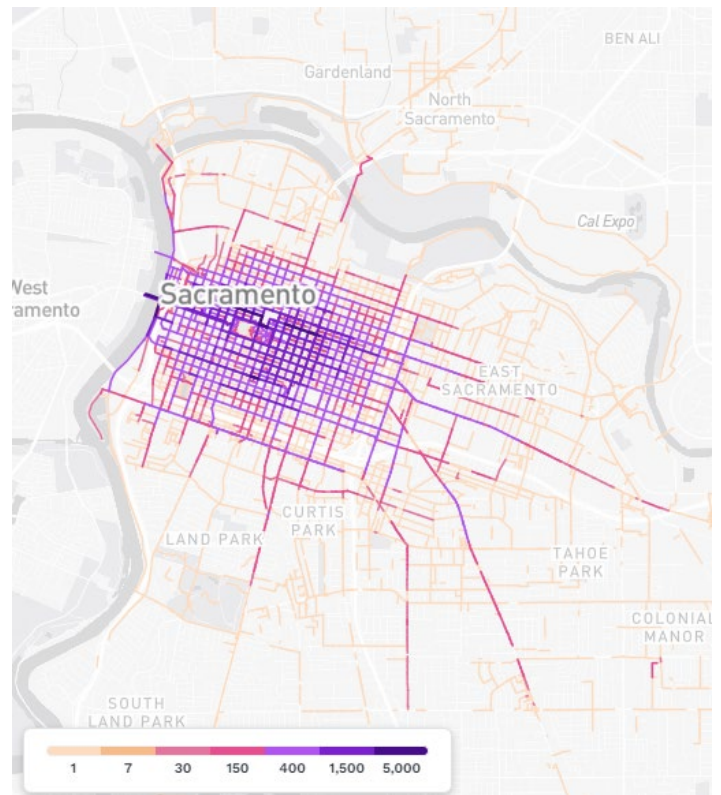 BEN ALI
Gardenland
North
Sacramento
Cal Expo
West
ramento
Sacramento
EAST
SACRAMENTO
CURTIS
PARK
LAND PARK
TAHOE
PARK
COLONIAL
MANOR
SOUTH
LAND PARK
1 7 30 150 400 1,500 5,000